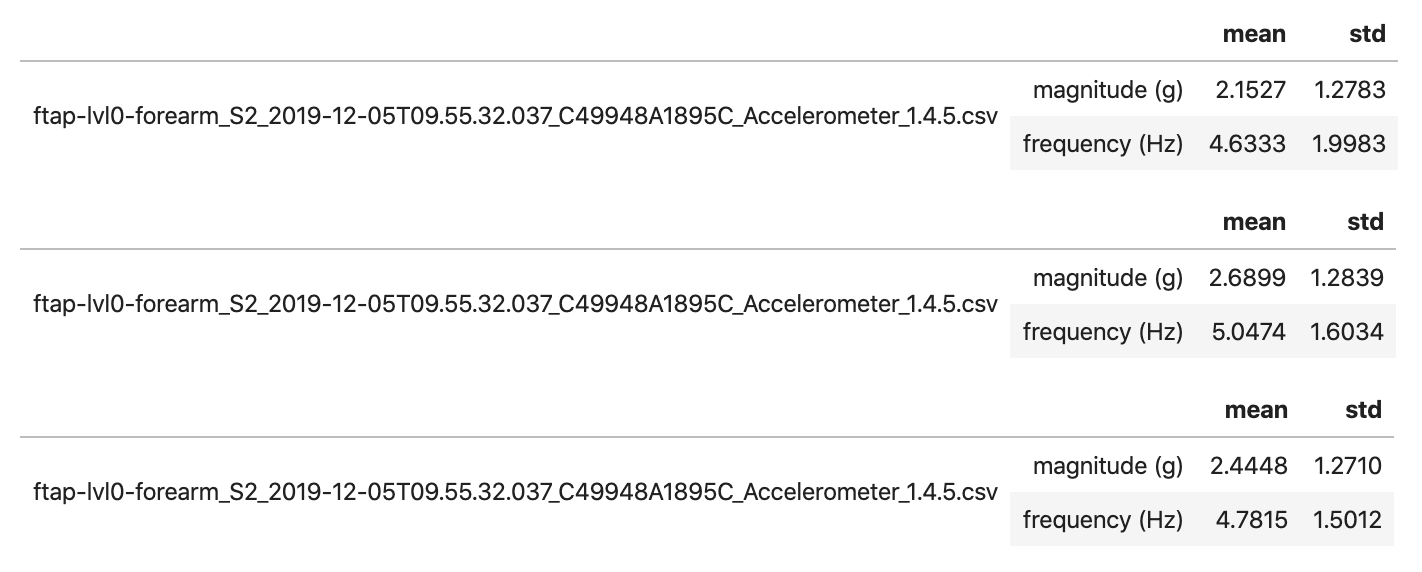 mean std
magnitude (g) 2.1527 1.2783
ftap-lvl0-forearm_S2_2019-12-05T09.55.32.037_C49948A1895C_Accelerometer_1.4.5.csv
frequency (Hz) 4.6333 1.9983
mean std
magnitude (g) 2.6899 1.2839
ftap-lvl0-forearm_S2_2019-12-05T09.55.32.037_C49948A1895C_Accelerometer_1.4.5.csv
frequency (Hz) 5.0474 1.6034
mean std
magnitude (g) 2.4448 1.2710
ftap-lvl0-forearm_S2_2019-12-05T09.55.32.037_C49948A1895C_Accelerometer_1.4.5.csv
frequency (Hz) 4.7815 1.5012